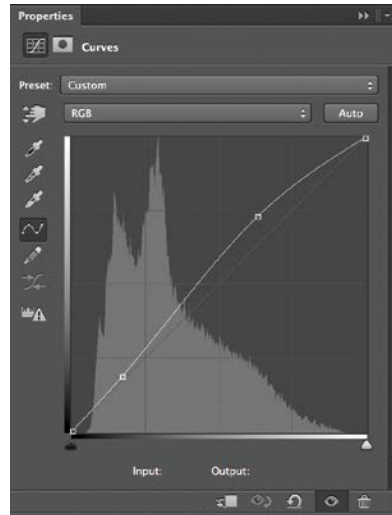 Properties
Curves
Preset: Custom
RGB Auto
Input: Output: